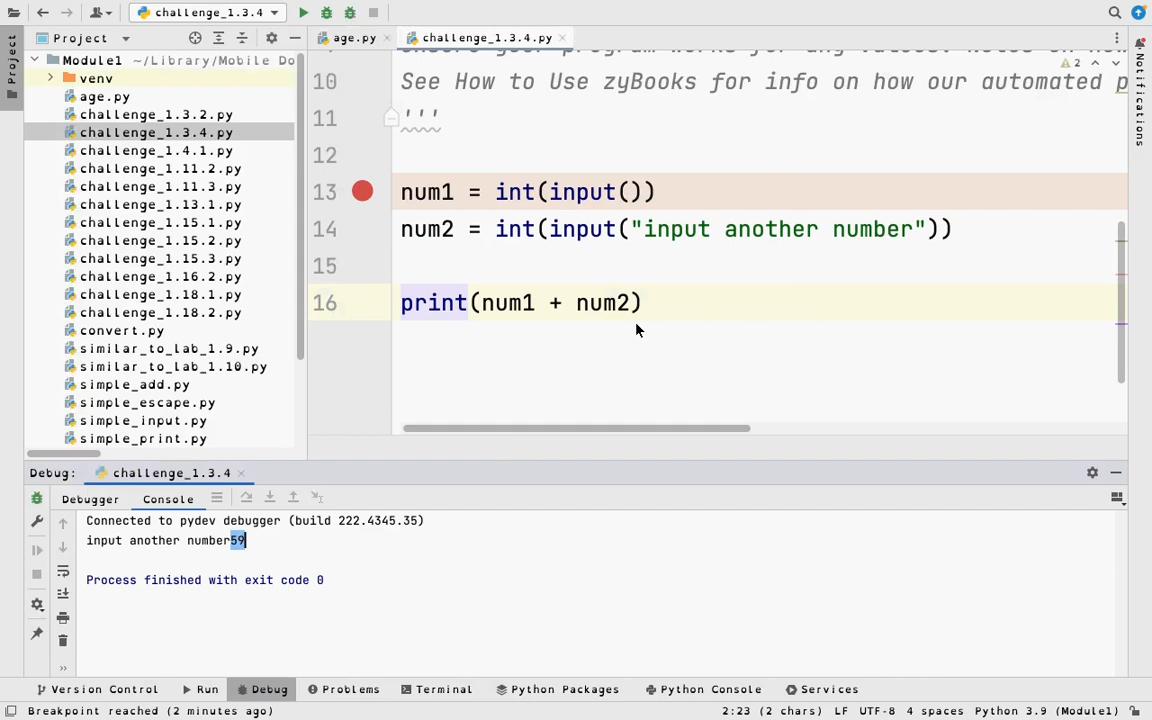 challenge_1.3.4
Project
age.py
challenge_1.3.4.py
Module1 ~/Library/Mobile Do
venv
age.py
challenge_1.3.2.py
challenge_1.3.4.py
challenge_1.4.1.py
challenge_1.11.2.py
challenge_1.11.3.py
challenge_1.13.1.py
challenge_1.15.1.py
challenge_1.15.2.py
challenge_1.15.3.py
challenge_1.16.2.py
challenge_1.18.1.py
challenge_1.18.2.py
convert.py
similar_to_lab_1.9.py
similar_to_lab_1.10.py
simple_add.py
simple_escape.py
simple_input.py
simple_print.py
Project
2
10 See How to Use zyBooks for info on how our automated p
11 '''
12
13 num1 = int(input())
14 num2 = int(input("input another number"))
15
16 print(num1 + num2)
Notifications
Debug: challenge_1.3.4
Debugger Console
Connected to pydev debugger (build 222.4345.35)
input another number59
Process finished with exit code 0
Version Control Run Debug Problems Terminal Python Packages Python Console Services
Breakpoint reached (2 minutes ago) 2:23 (2 chars) LF UTF-8 4 spaces Python 3.9 (Module1)